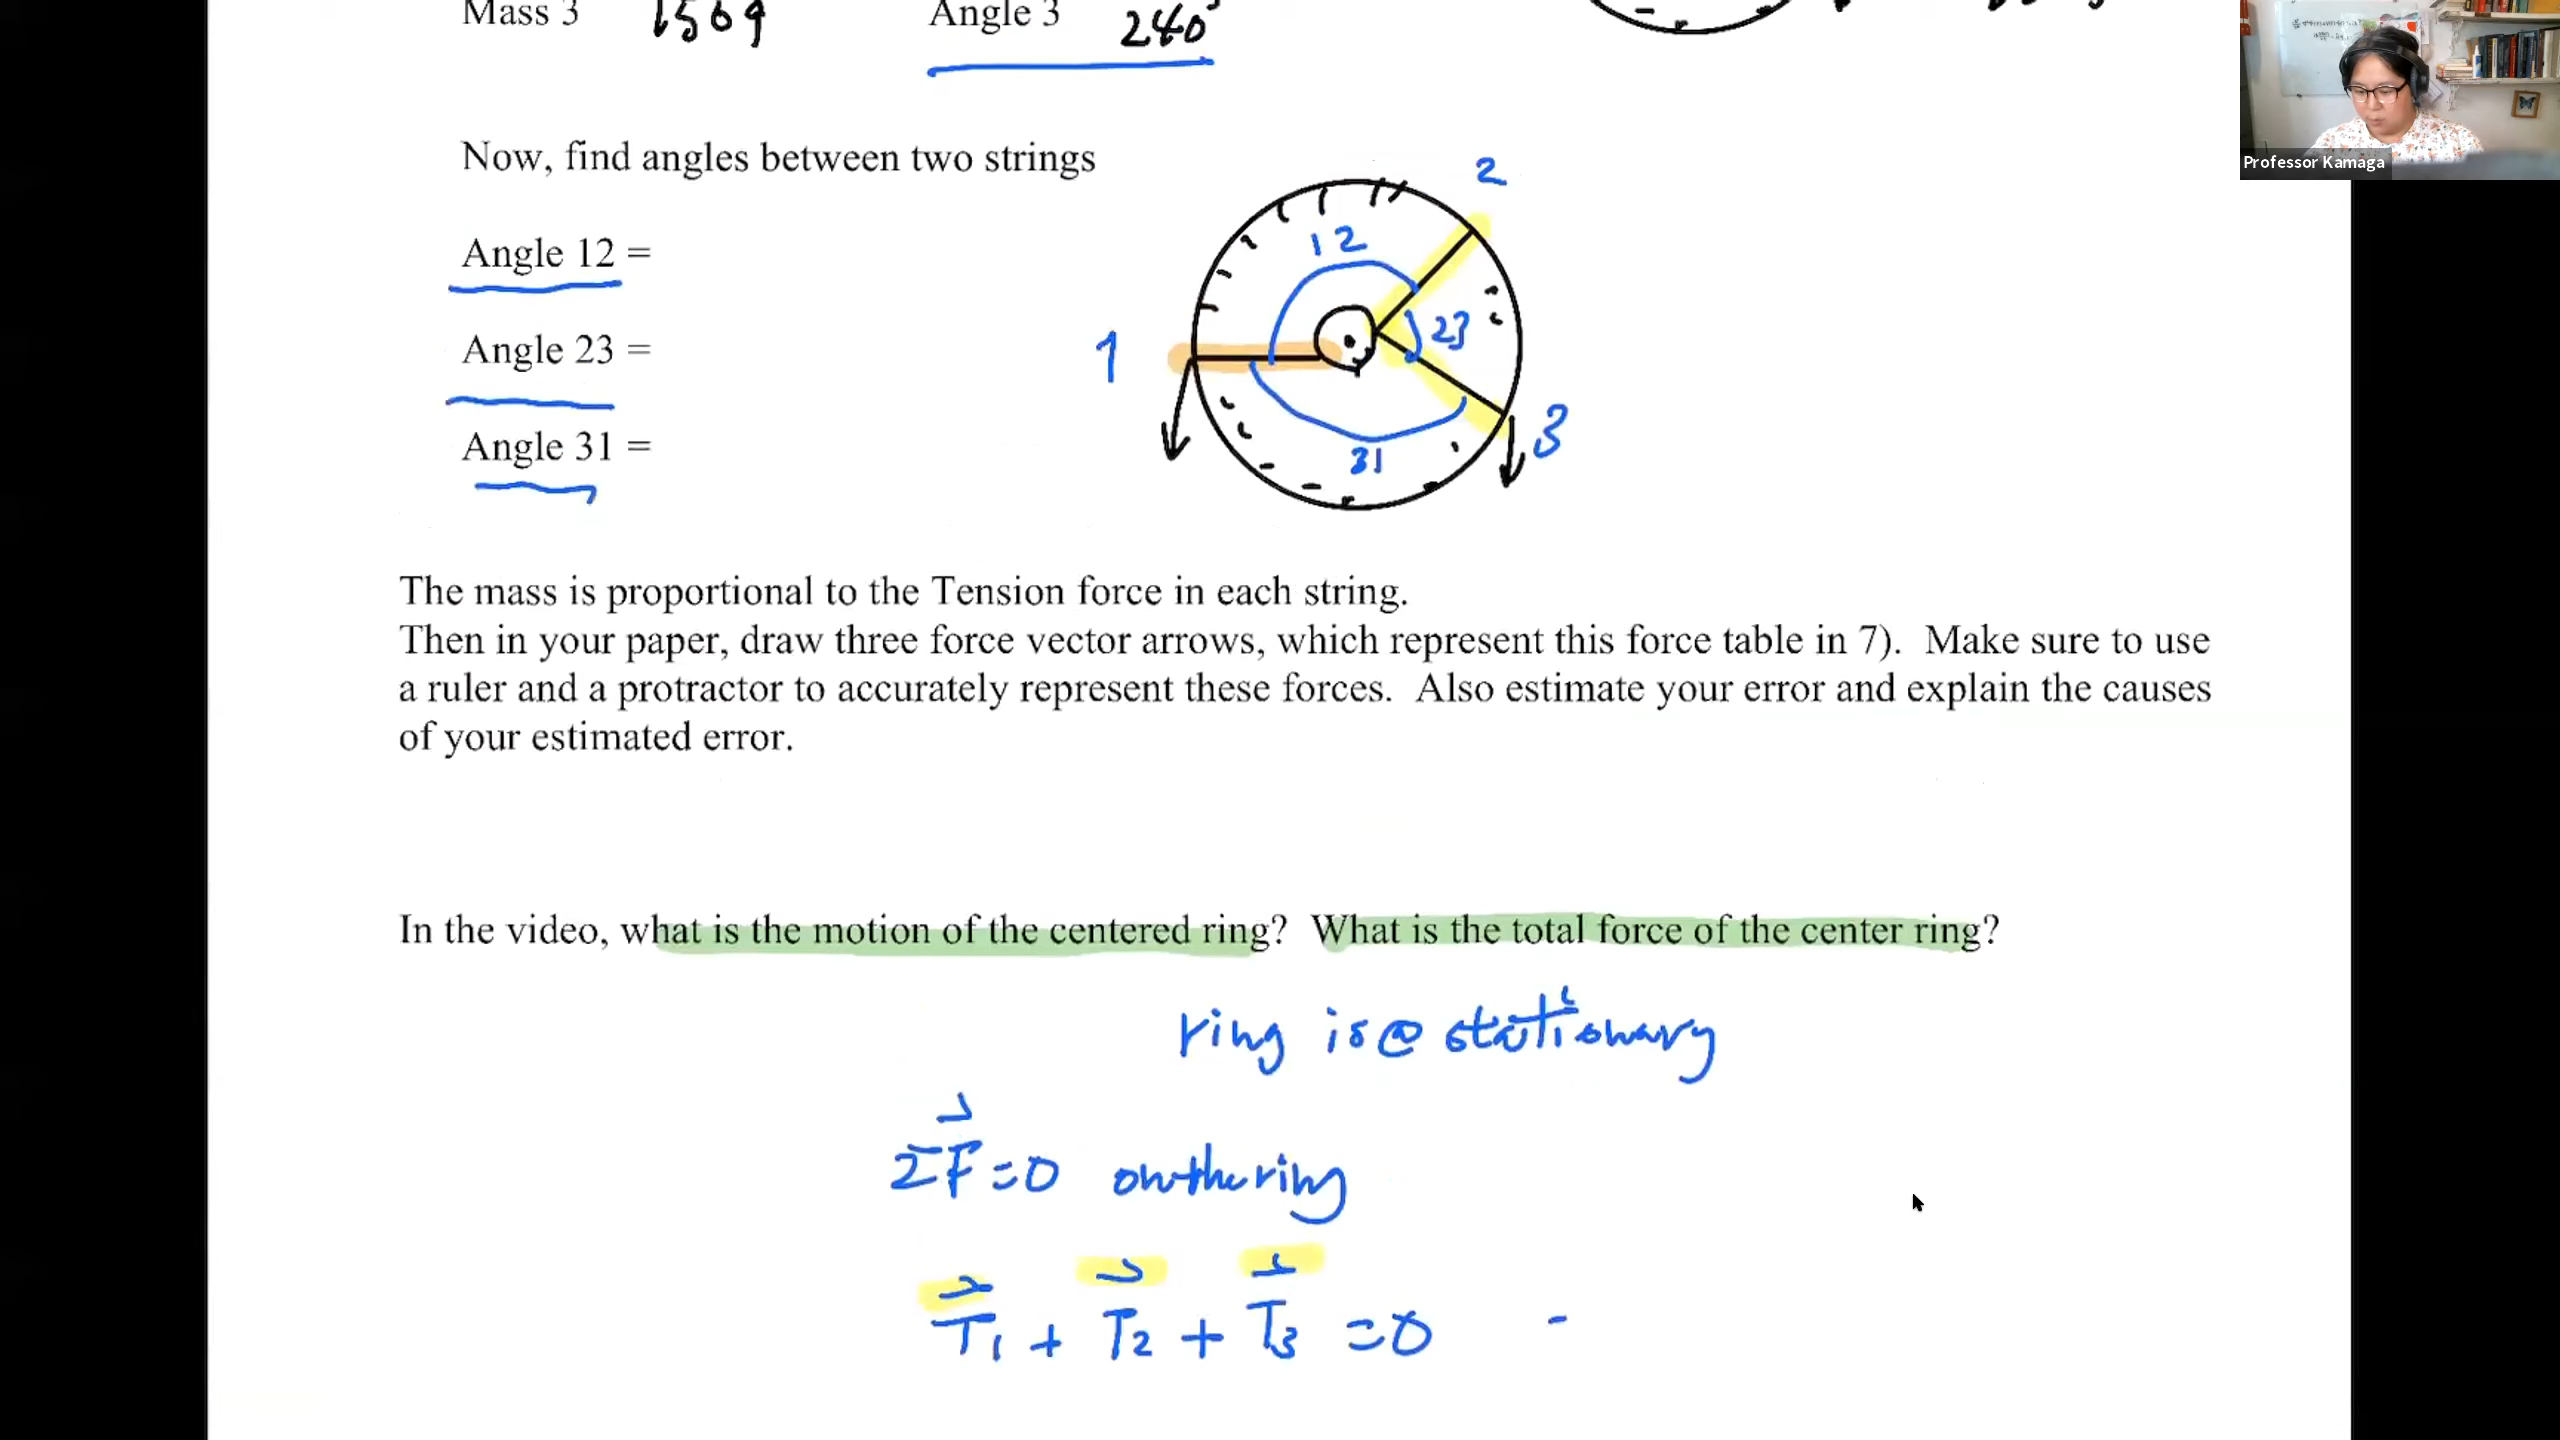 Mass 3 150g Angle 3 240°
Professor Kamaga
Now, find angles between two strings
2
Angle 12 =
12
Angle 23 =
23
1
Angle 31 =
3
31
The mass is proportional to the Tension force in each string.
Then in your paper, draw three force vector arrows, which represent this force table in 7). Make sure to use
a ruler and a protractor to accurately represent these forces. Also estimate your error and explain the causes
of your estimated error.
In the video, what is the motion of the centered ring? What is the total force of the center ring?
ring is @ stationary
ΣF⃗ = 0 on the ring
T⃗1 + T⃗2 + T⃗3 = 0 -